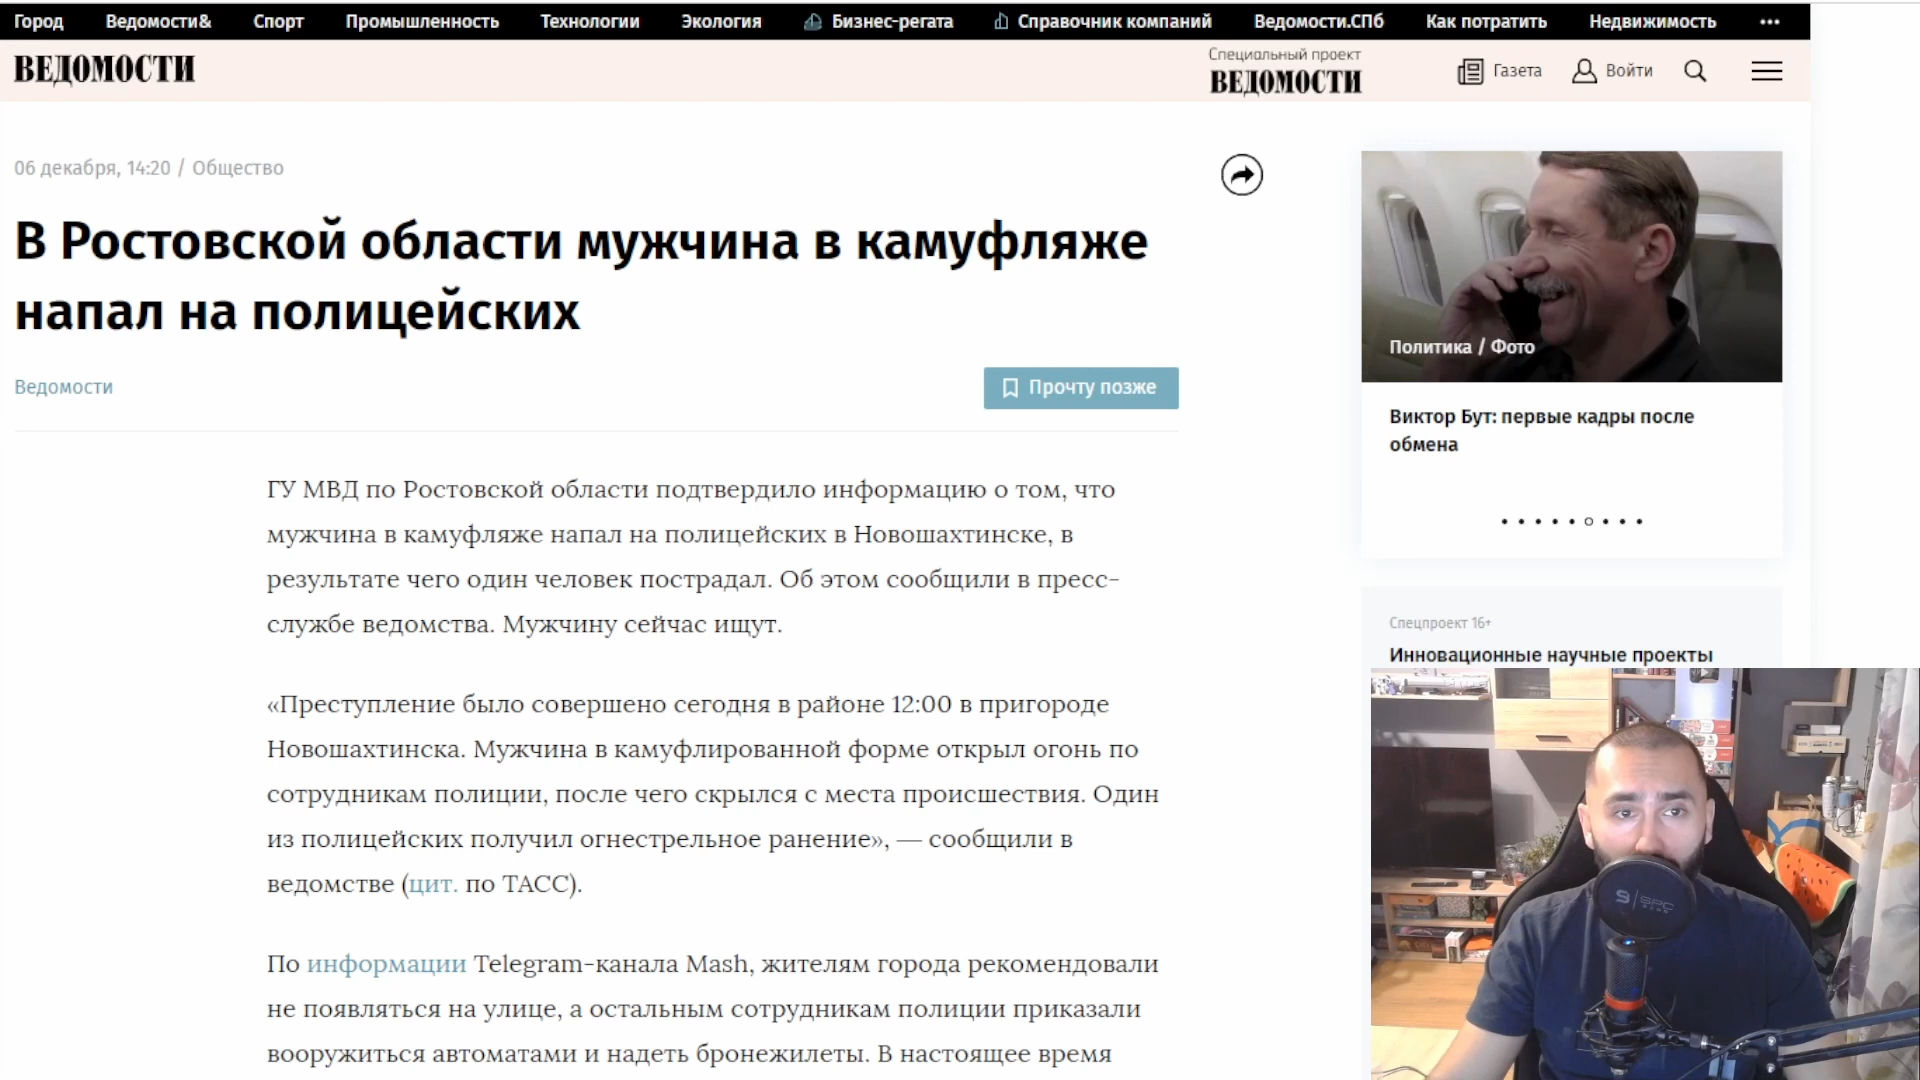 Город Ведомости& Спорт Промышленность Технологии Экология Бизнес-регата Справочник компаний Ведомости.СПб Как потратить Недвижимость •••
ВЕДОМОСТИ
Специальный проект
ВЕДОМОСТИ
Газета
Войти
06 декабря, 14:20 / Общество
В Ростовской области мужчина в камуфляже
напал на полицейских
Ведомости
Прочту позже
ГУ МВД по Ростовской области подтвердило информацию о том, что
мужчина в камуфляже напал на полицейских в Новошахтинске, в
результате чего один человек пострадал. Об этом сообщили в пресс-
службе ведомства. Мужчину сейчас ищут.
«Преступление было совершено сегодня в районе 12:00 в пригороде
Новошахтинска. Мужчина в камуфлированной форме открыл огонь по
сотрудникам полиции, после чего скрылся с места происшествия. Один
из полицейских получил огнестрельное ранение», — сообщили в
ведомстве (цит. по ТАСС).
По информации Telegram-канала Mash, жителям города рекомендовали
не появляться на улице, а остальным сотрудникам полиции приказали
вооружиться автоматами и надеть бронежилеты. В настоящее время
Политика / Фото
Виктор Бут: первые кадры после
обмена
Спецпроект 16+
Инновационные научные проекты
SPC